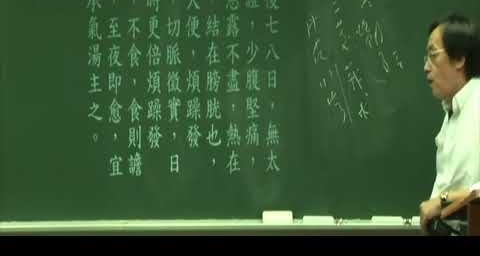 後七八日，無太
證，少腹堅痛，
惡露不盡，熱在
，結在膀胱也，
大便，煩躁發
，切脈微實，日
時更倍煩躁發
，不食，食則譫
，至夜即愈，宜
承氣湯主之。